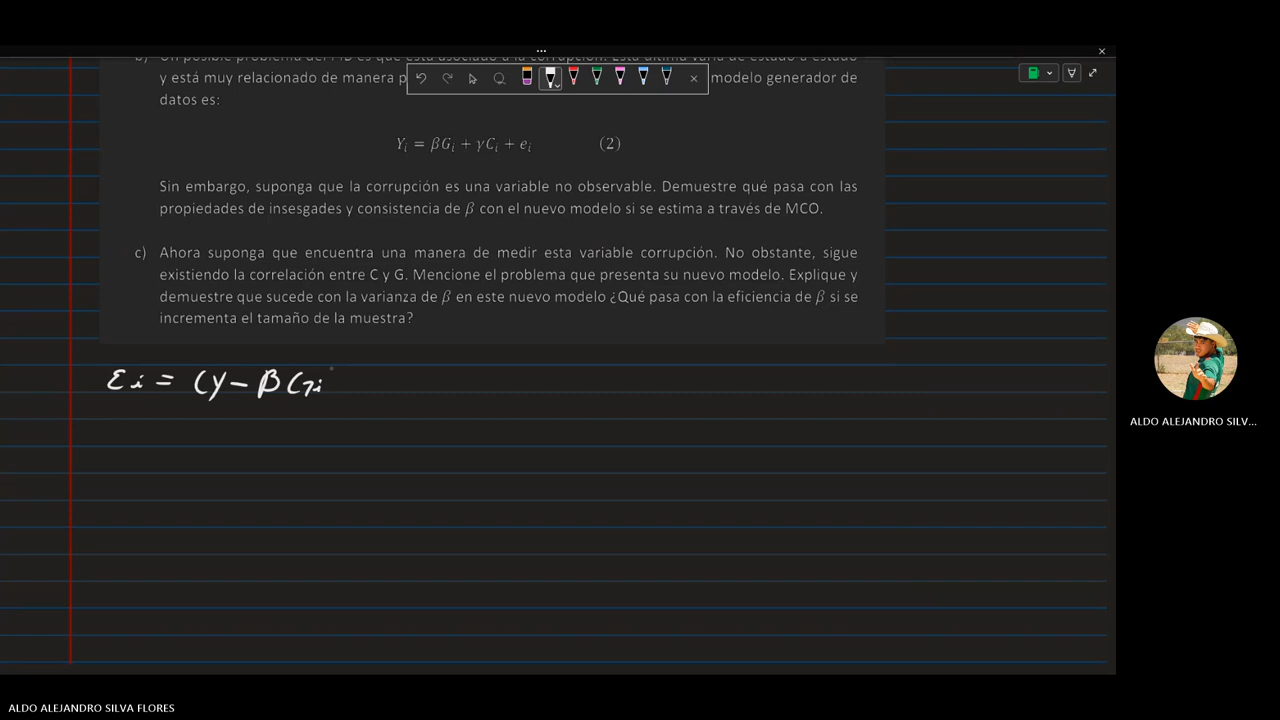 datos es:
y está muy relacionado de manera p
modelo generador de
Yᵢ = βGᵢ + γCᵢ + eᵢ (2)
Sin embargo, suponga que la corrupción es una variable no observable. Demuestre qué pasa con las
propiedades de insesgades y consistencia de β con el nuevo modelo si se estima a través de MCO.
c) Ahora suponga que encuentra una manera de medir esta variable corrupción. No obstante, sigue
existiendo la correlación entre C y G. Mencione el problema que presenta su nuevo modelo. Explique y
demuestre que sucede con la varianza de β en este nuevo modelo ¿Qué pasa con la eficiencia de β si se
incrementa el tamaño de la muestra?
εi = (y - βGi
ALDO ALEJANDRO SILV...
ALDO ALEJANDRO SILVA FLORES